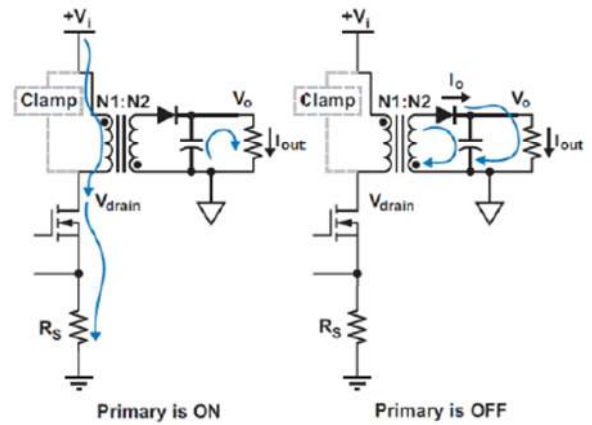 +Vi
Clamp
N1:N2
Vo
Iout
Vdrain
RS
Primary is ON
+Vi
Clamp
N1:N2
Io
Vo
Iout
Vdrain
RS
Primary is OFF